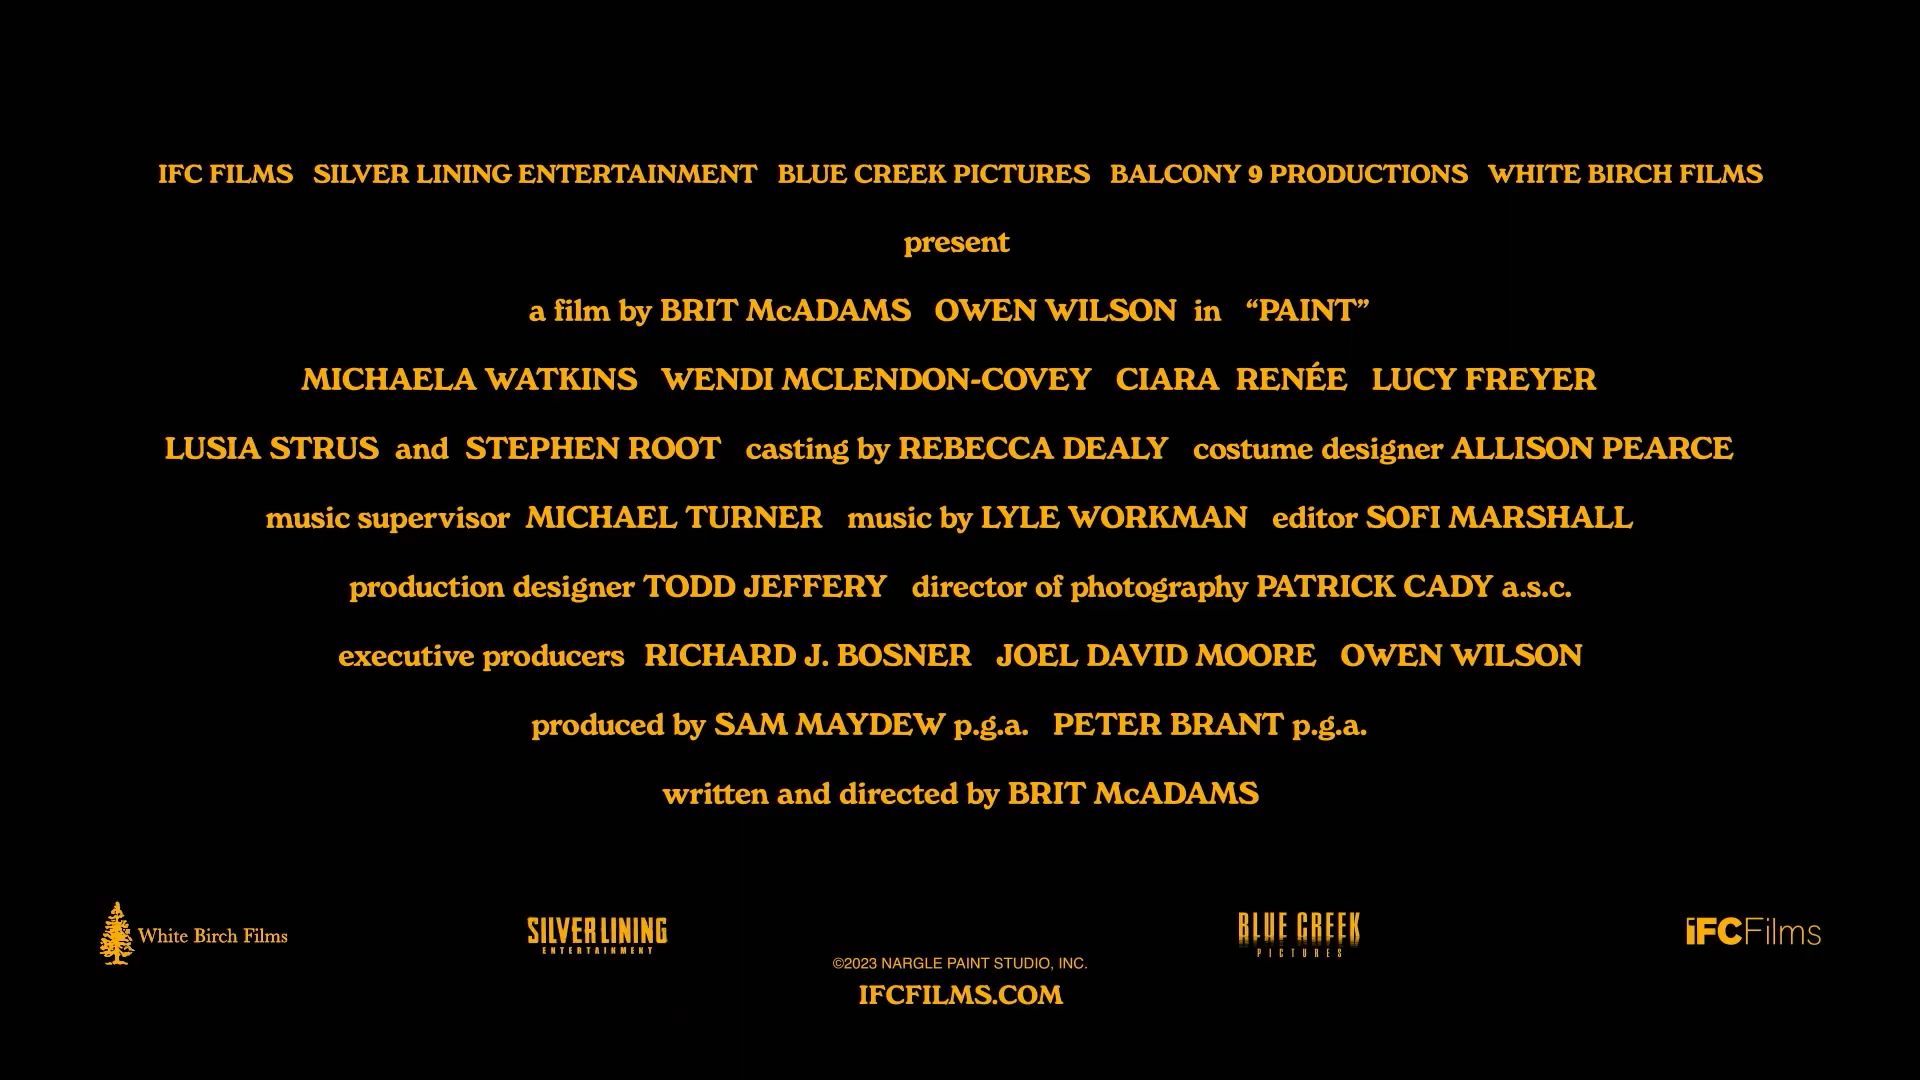 IFC FILMS SILVER LINING ENTERTAINMENT BLUE CREEK PICTURES BALCONY 9 PRODUCTIONS WHITE BIRCH FILMS
present
a film by BRIT McADAMS OWEN WILSON in “PAINT”
MICHAELA WATKINS WENDI MCLENDON-COVEY CIARA RENÉE LUCY FREYER
LUSIA STRUS and STEPHEN ROOT casting by REBECCA DEALY costume designer ALLISON PEARCE
music supervisor MICHAEL TURNER music by LYLE WORKMAN editor SOFI MARSHALL
production designer TODD JEFFERY director of photography PATRICK CADY a.s.c.
executive producers RICHARD J. BOSNER JOEL DAVID MOORE OWEN WILSON
produced by SAM MAYDEW p.g.a. PETER BRANT p.g.a.
written and directed by BRIT McADAMS
White Birch Films
SILVER LINING
ENTERTAINMENT
BLUE CREEK
PICTURES
iFC Films
©2023 NARGLE PAINT STUDIO, INC.
IFCFILMS.COM